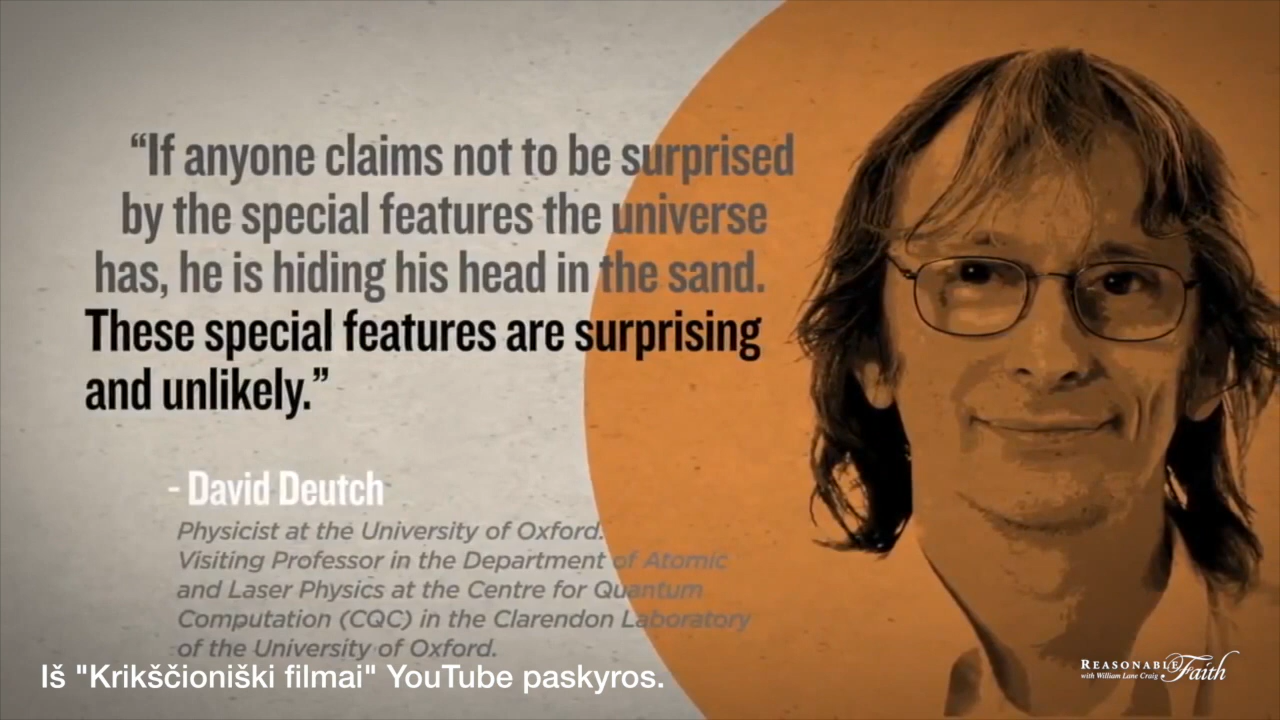 “If anyone claims not to be surprised
by the special features the universe
has, he is hiding his head in the sand.
These special features are surprising
and unlikely.”
- David Deutch
Physicist at the University of Oxford.
Visiting Professor in the Department of Atomic
and Laser Physics at the Centre for Quantum
Computation (CQC) in the Clarendon Laboratory
of the University of Oxford.
Iš "Krikščioniški filmai" YouTube paskyros.
REASONABLE Faith
with William Lane Craig